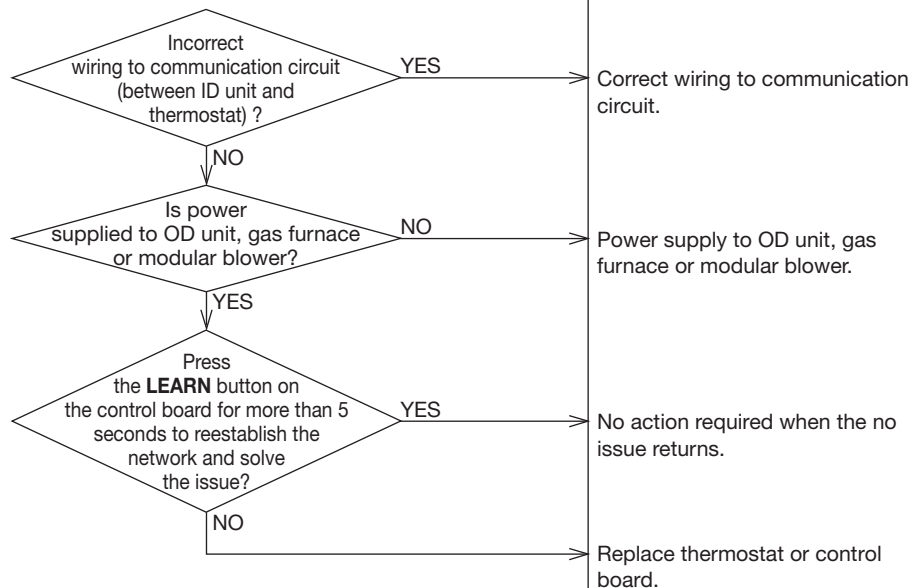 Incorrect
wiring to communication circuit
(between ID unit and
thermostat) ?
YES
Correct wiring to communication
circuit.
NO
Is power
supplied to OD unit, gas furnace
or modular blower?
NO
Power supply to OD unit, gas
furnace or modular blower.
YES
Press
the LEARN button on
the control board for more than 5
seconds to reestablish the
network and solve
the issue?
YES
No action required when the no
issue returns.
NO
Replace thermostat or control
board.